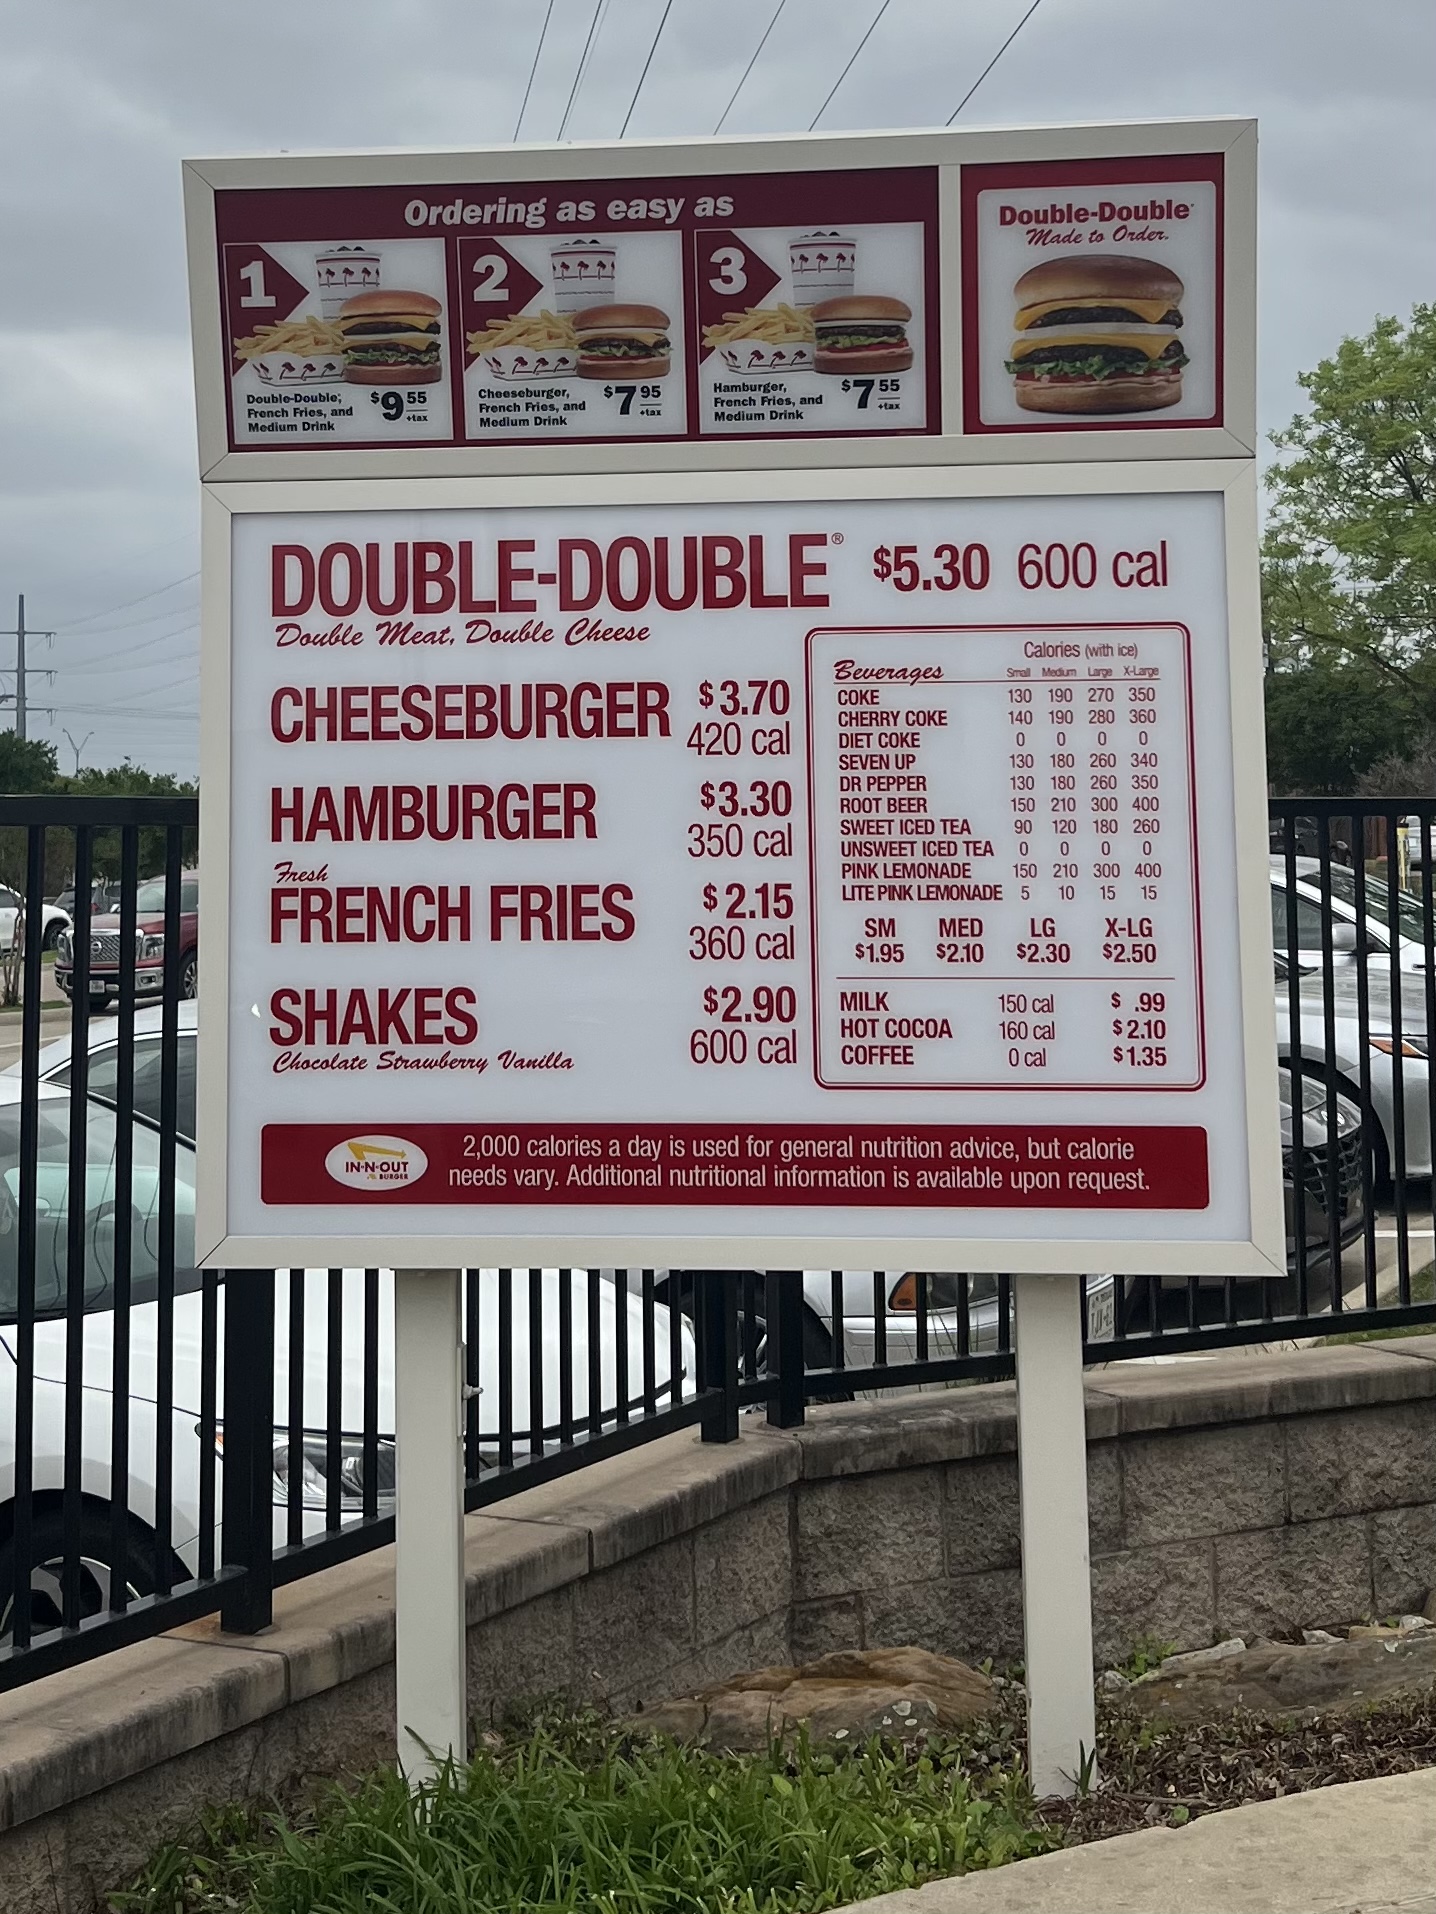 Ordering as easy as
1
Double-Double,
French Fries, and
Medium Drink
$9 55
+tax
2
Cheeseburger,
French Fries, and
Medium Drink
$7 95
+tax
3
Hamburger,
French Fries, and
Medium Drink
$7 55
+tax
Double-Double®
Made to Order.
DOUBLE-DOUBLE® $5.30 600 cal
Double Meat, Double Cheese
CHEESEBURGER $3.70
420 cal
HAMBURGER $3.30
350 cal
Fresh
FRENCH FRIES $2.15
360 cal
SHAKES $2.90
Chocolate Strawberry Vanilla 600 cal
Calories (with ice)
Beverages Small Medium Large X-Large
COKE 130 190 270 350
CHERRY COKE 140 190 280 360
DIET COKE 0 0 0 0
SEVEN UP 130 180 260 340
DR PEPPER 130 180 260 350
ROOT BEER 150 210 300 400
SWEET ICED TEA 90 120 180 260
UNSWEET ICED TEA 0 0 0 0
PINK LEMONADE 150 210 300 400
LITE PINK LEMONADE 5 10 15 15
SM MED LG X-LG
$1.95 $2.10 $2.30 $2.50
MILK 150 cal $ .99
HOT COCOA 160 cal $2.10
COFFEE 0 cal $1.35
IN-N-OUT
BURGER
2,000 calories a day is used for general nutrition advice, but calorie
needs vary. Additional nutritional information is available upon request.